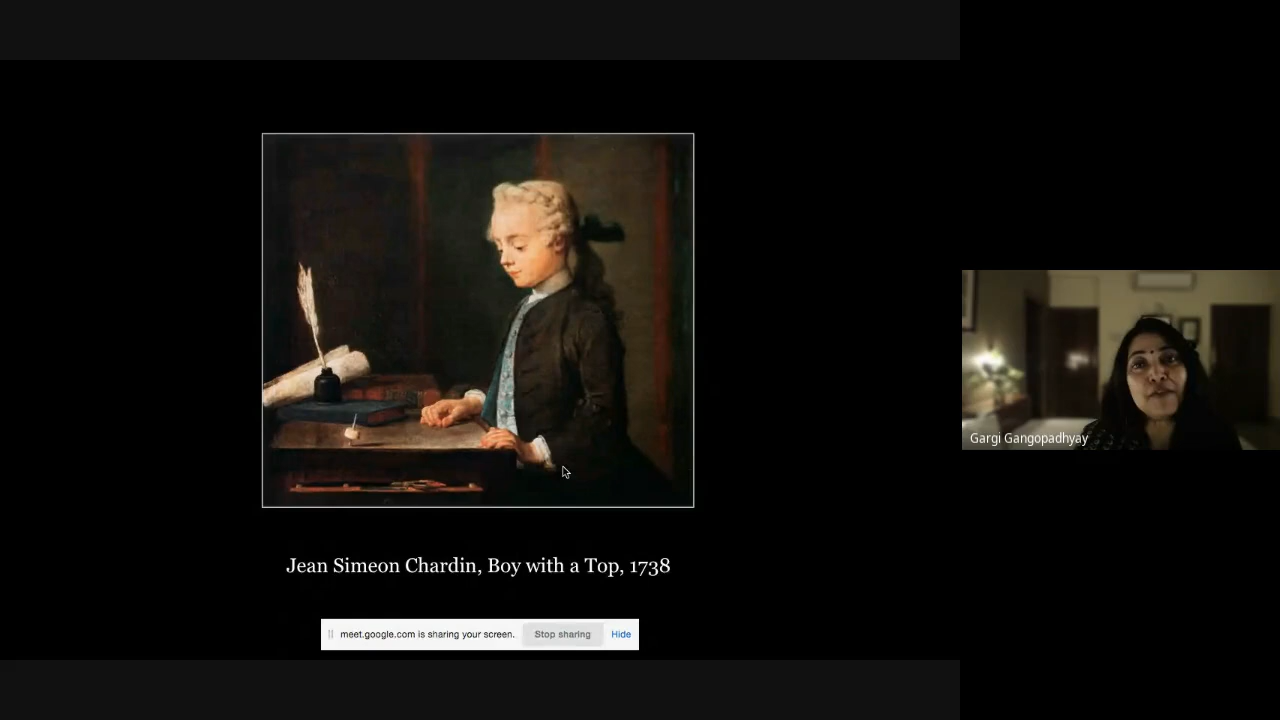 Gargi Gangopadhyay
Jean Simeon Chardin, Boy with a Top, 1738
meet.google.com is sharing your screen. Stop sharing Hide